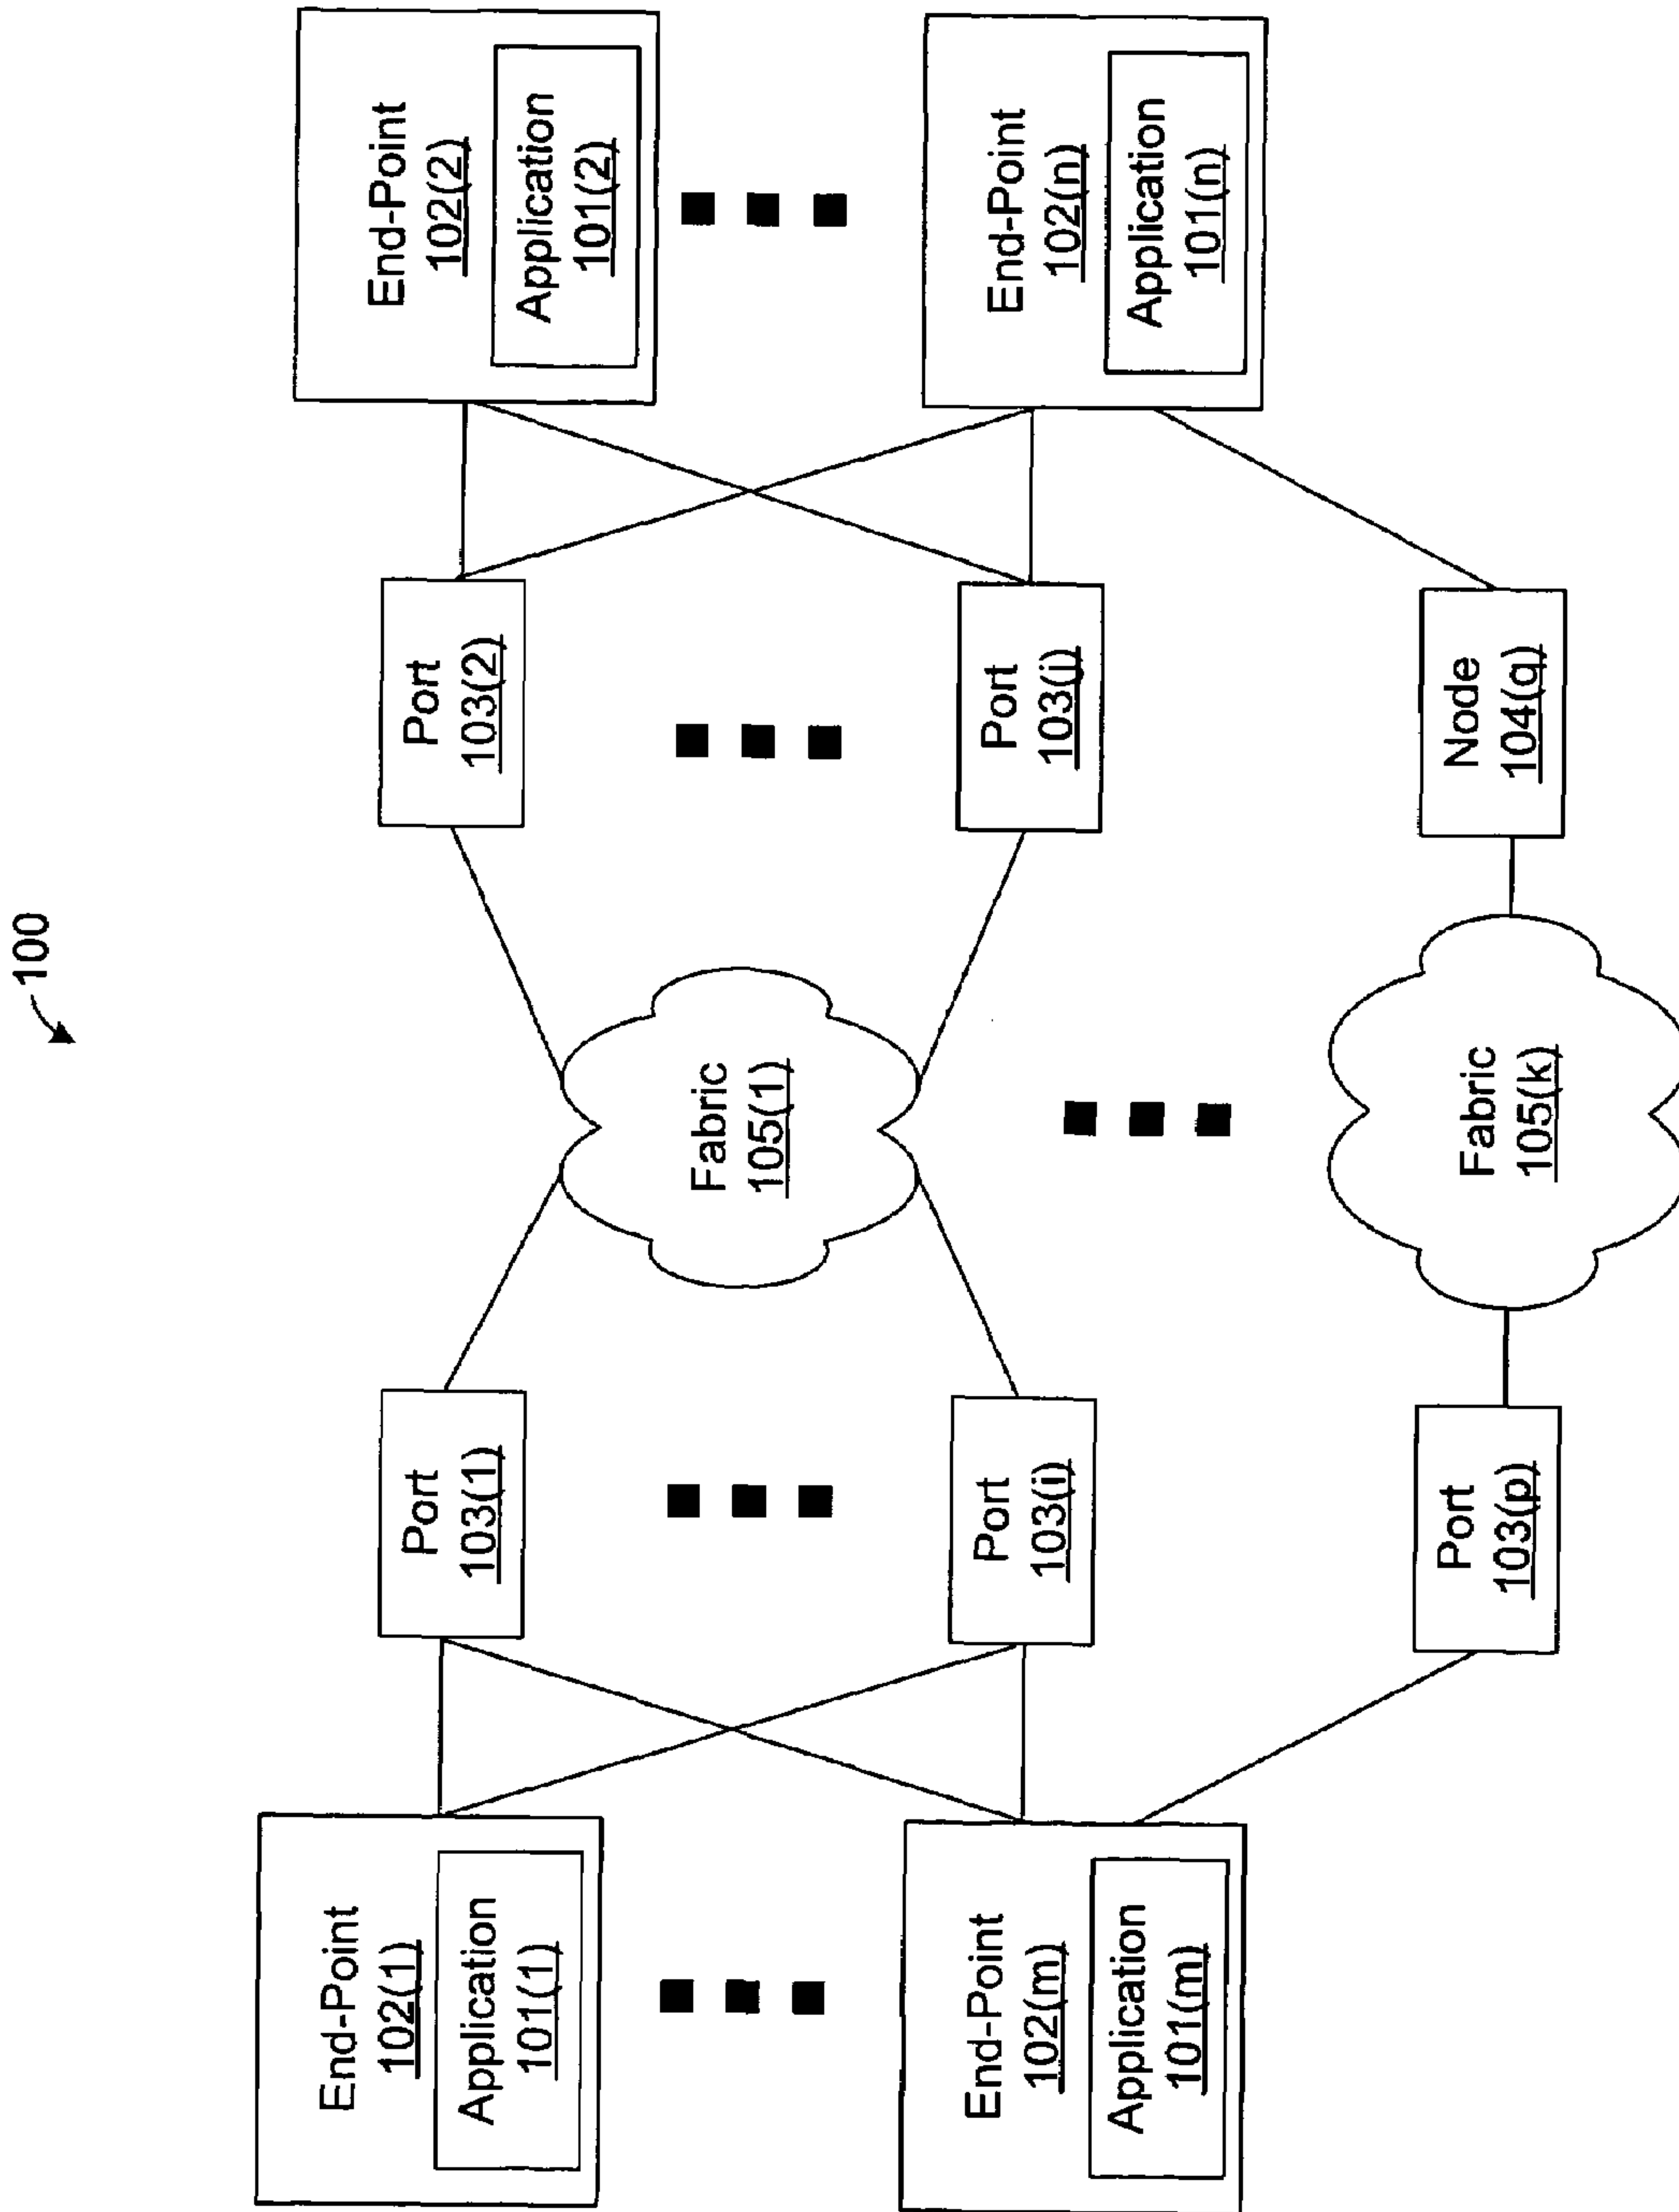 100
End-Point
102(1)
Application
101(1)
Port
103(1)
Fabric
105(1)
Port
103(2)
End-Point
102(2)
Application
101(2)
End-Point
102(m)
Application
101(m)
Port
103(i)
Port
103(j)
End-Point
102(n)
Application
101(n)
Port
103(p)
Fabric
105(k)
Node
104(q)